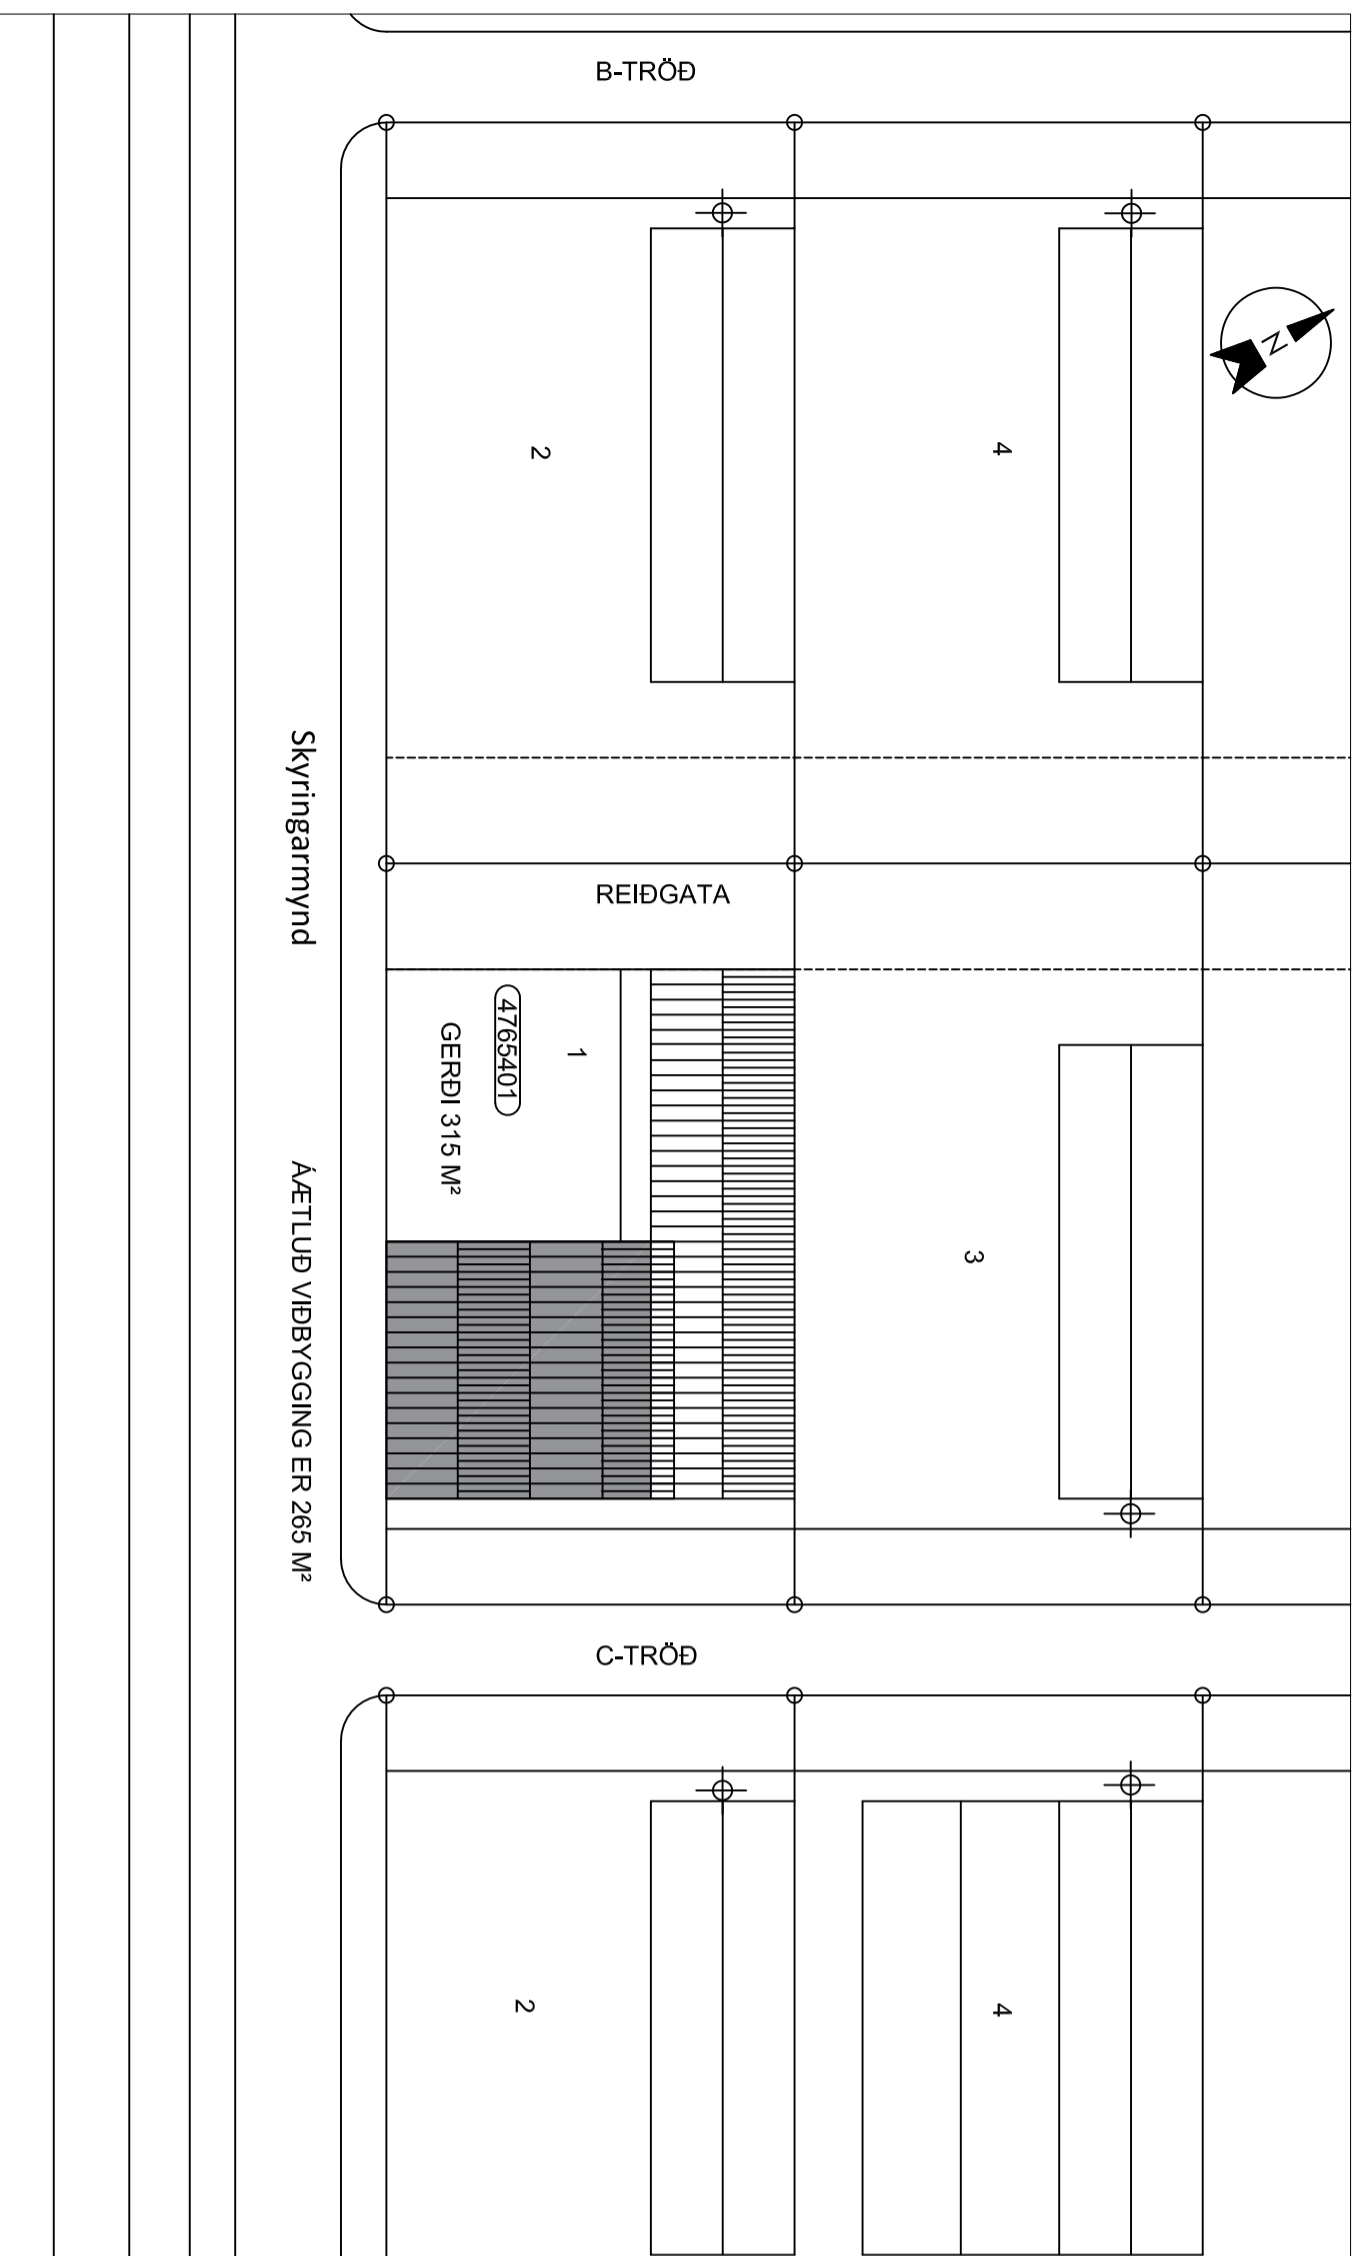 B-TRÖÐ
N
2
4
REIÐGATA
1
4765401
GERÐI 315 M²
3
Skyringarmynd
ÁÆTLUÐ VIÐBYGGING ER 265 M²
C-TRÖÐ
2
4